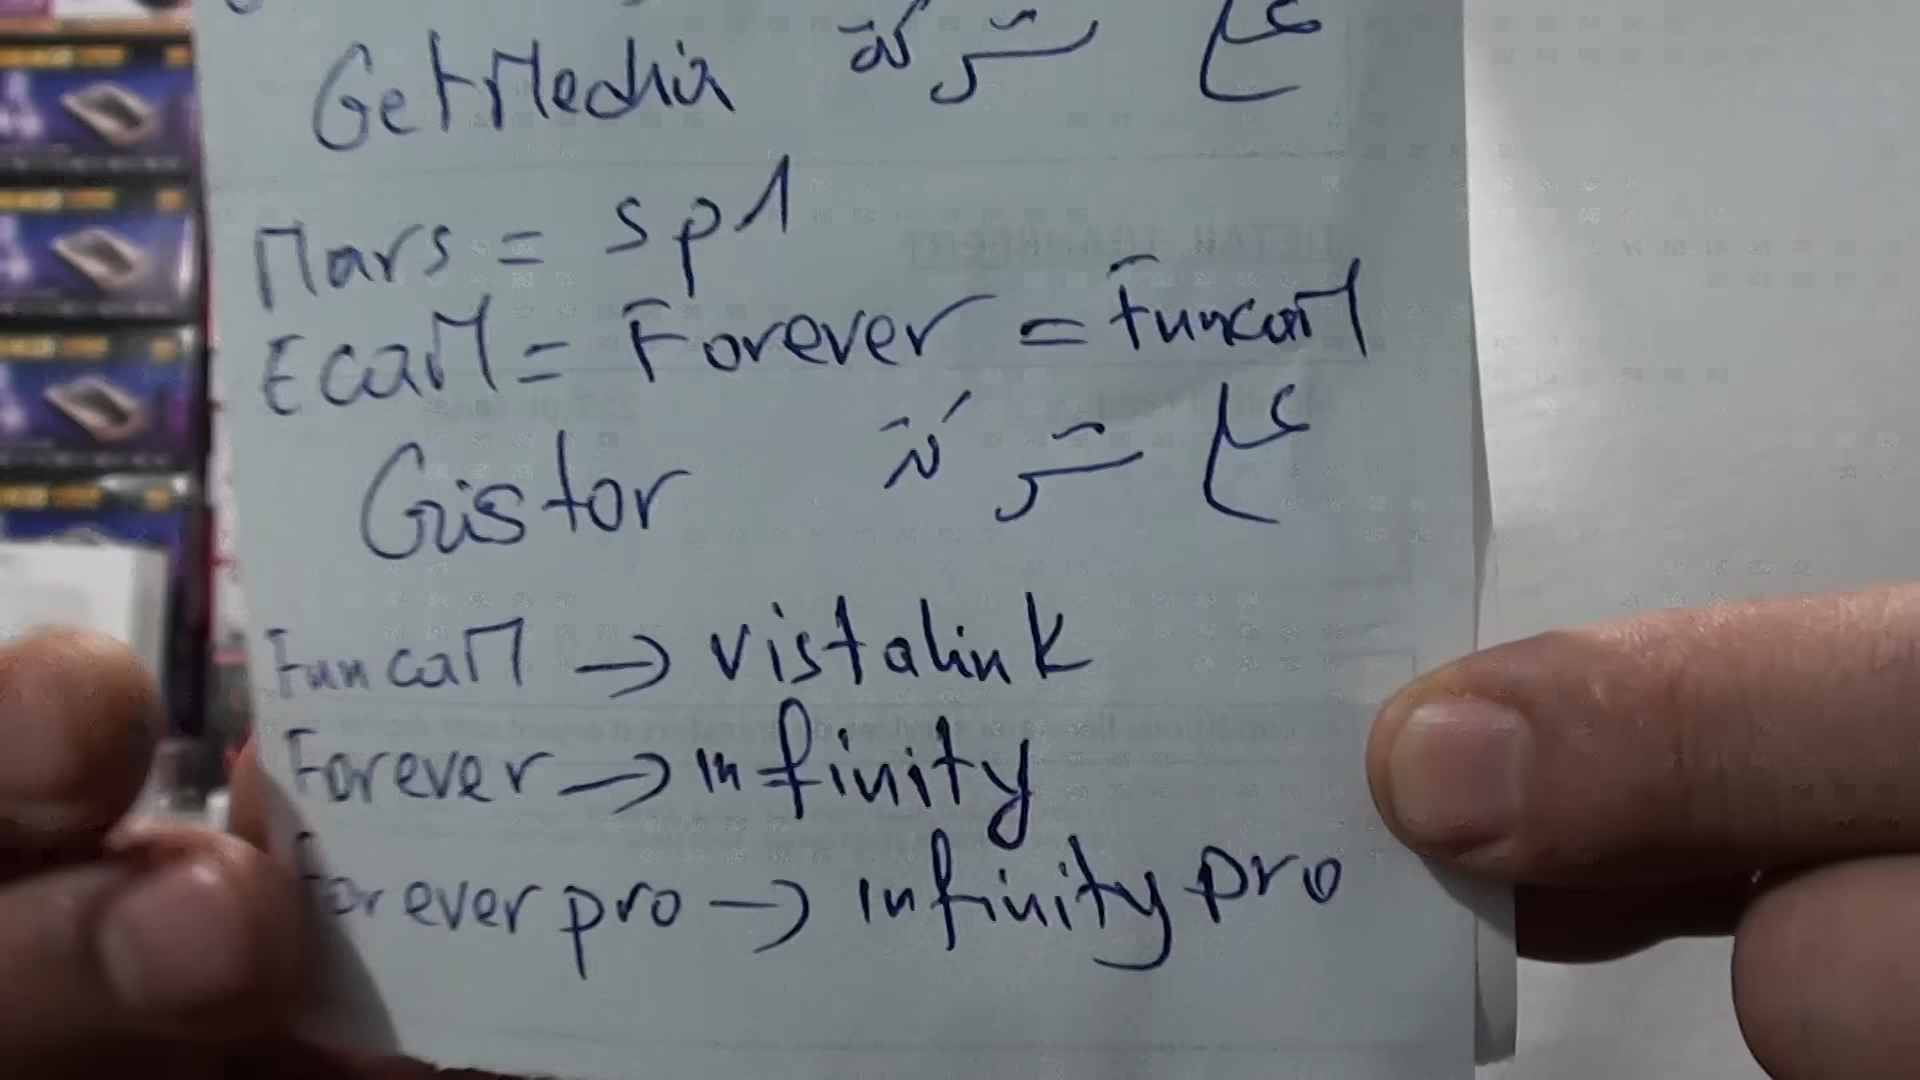 GetMedia شركة ع
Mars = sp1
EcaM = Forever = FuncaM
Gistor شركة ع
FuncaM → vistalink
Forever → infinity
Forever pro → infinity pro